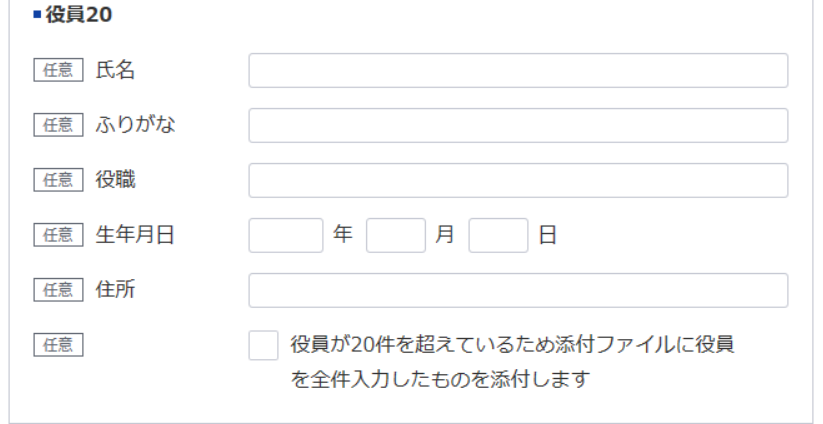 ■役員20
任意 氏名
任意 ふりがな
任意 役職
任意 生年月日 年 月 日
任意 住所
任意 役員が20件を超えているため添付ファイルに役員
を全件入力したものを添付します